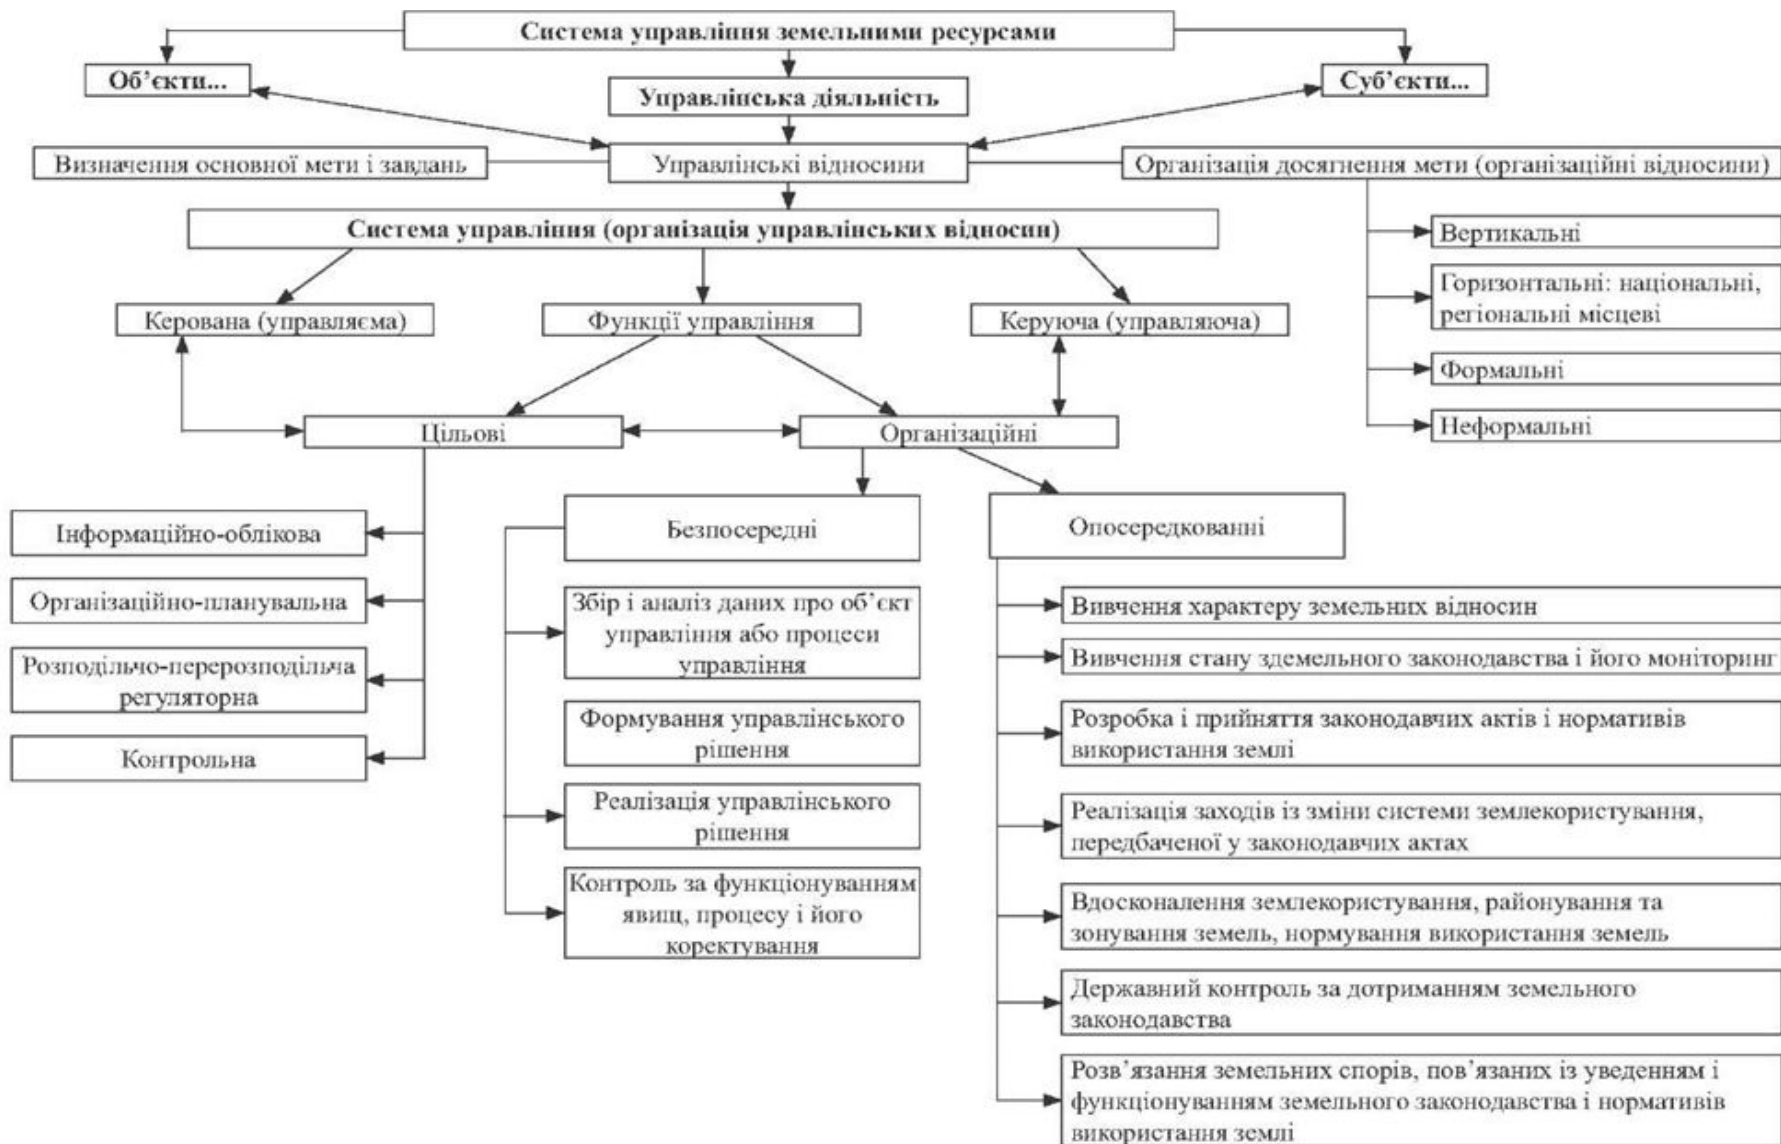 Система управління земельними ресурсами
Об’єкти...
Суб’єкти...
Управлінська діяльність
Визначення основної мети і завдань
Управлінські відносини
Організація досягнення мети (організаційні відносини)
Система управління (організація управлінських відносин)
Вертикальні
Горизонтальні: національні,
регіональні місцеві
Формальні
Неформальні
Керована (управляєма)
Функції управління
Керуюча (управляюча)
Цільові
Організаційні
Інформаційно-облікова
Організаційно-планувальна
Розподільчо-перерозподільча
регуляторна
Контрольна
Безпосередні
Збір і аналіз даних про об’єкт
управління або процеси
управління
Формування управлінського
рішення
Реалізація управлінського
рішення
Контроль за функціонуванням
явищ, процесу і його
коректування
Опосередкованні
Вивчення характеру земельних відносин
Вивчення стану здемельного законодавства і його моніторинг
Розробка і прийняття законодавчих актів і нормативів
використання землі
Реалізація заходів із зміни системи землекористування,
передбаченої у законодавчих актах
Вдосконалення землекористування, районування та
зонування земель, нормування використання земель
Державний контроль за дотриманням земельного
законодавства
Розв’язання земельних спорів, пов’язаних із уведенням і
функціонуванням земельного законодавства і нормативів
використання землі